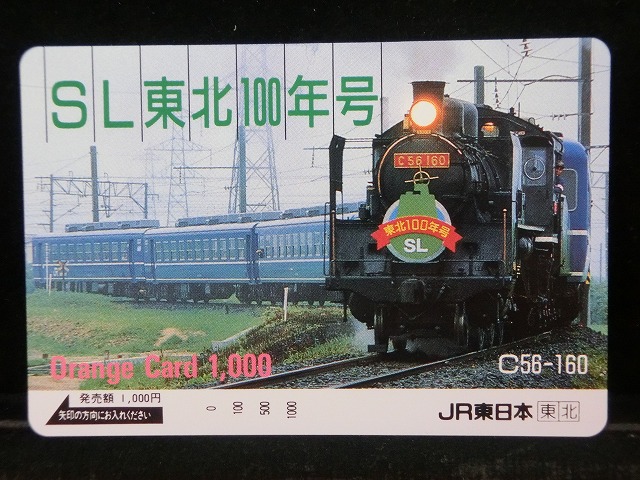 SL東北100年号
C56 160
東北100年号
SL
Orange Card 1,000
C56-160
発売額 1,000円
矢印の方向にお入れください
0 100 500 1000
JR東日本 東北